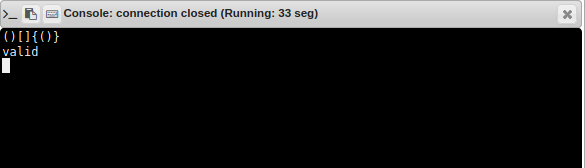 Console: connection closed (Running: 33 seg)
()[]{()}
valid